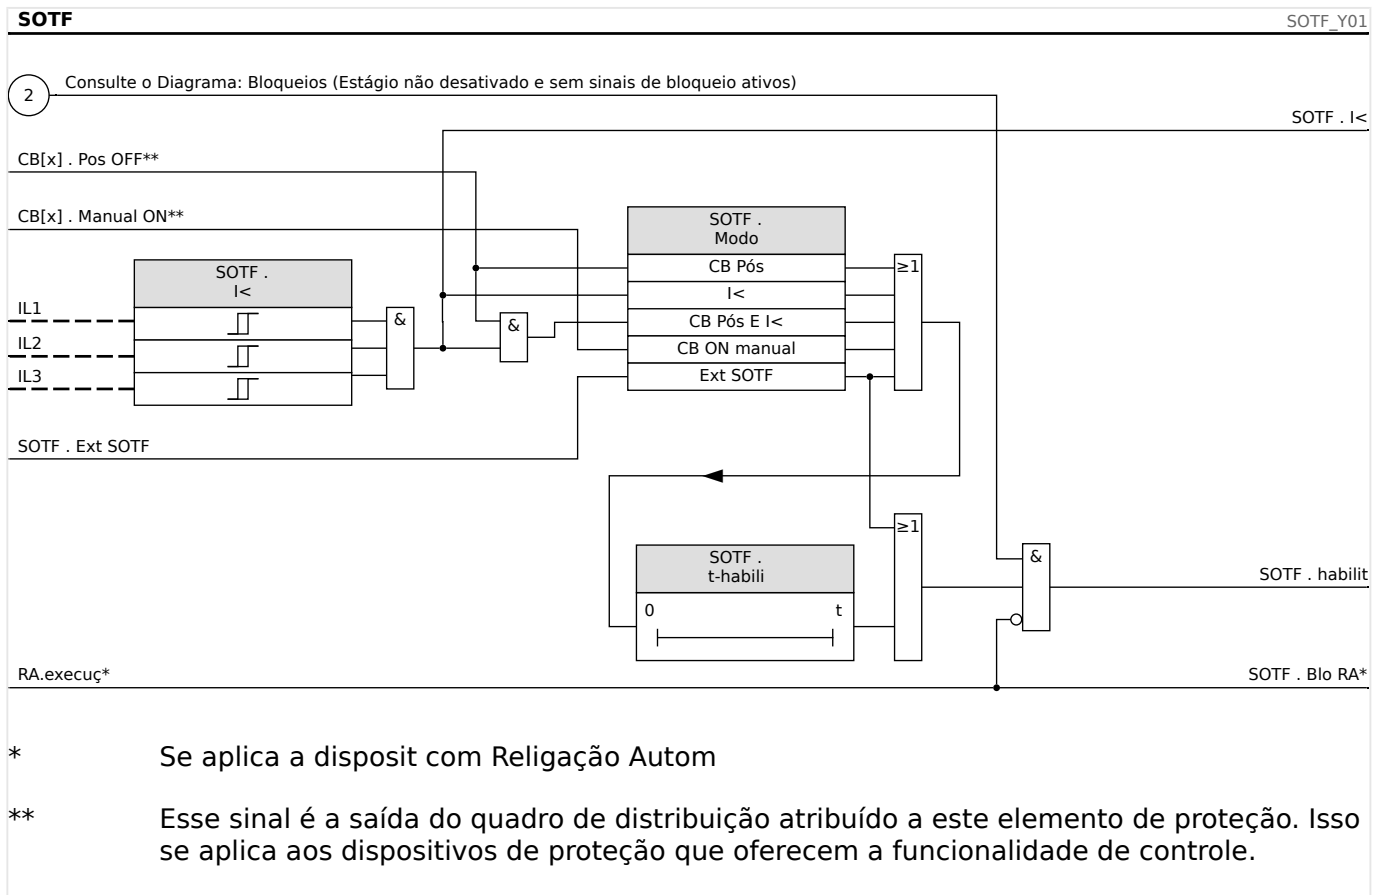 SOTF
SOTF_Y01
2
Consulte o Diagrama: Bloqueios (Estágio não desativado e sem sinais de bloqueio ativos)
SOTF . I<
CB[x] . Pos OFF**
CB[x] . Manual ON**
SOTF .
Modo
CB Pós
I<
CB Pós E I<
CB ON manual
Ext SOTF
≥1
SOTF .
I<
IL1
IL2
IL3
&
&
SOTF . Ext SOTF
SOTF .
t-habili
0
t
≥1
&
SOTF . habilit
RA.execuç*
SOTF . Blo RA*
*
Se aplica a disposit com Religação Autom
**
Esse sinal é a saída do quadro de distribuição atribuído a este elemento de proteção. Isso
se aplica aos dispositivos de proteção que oferecem a funcionalidade de controle.